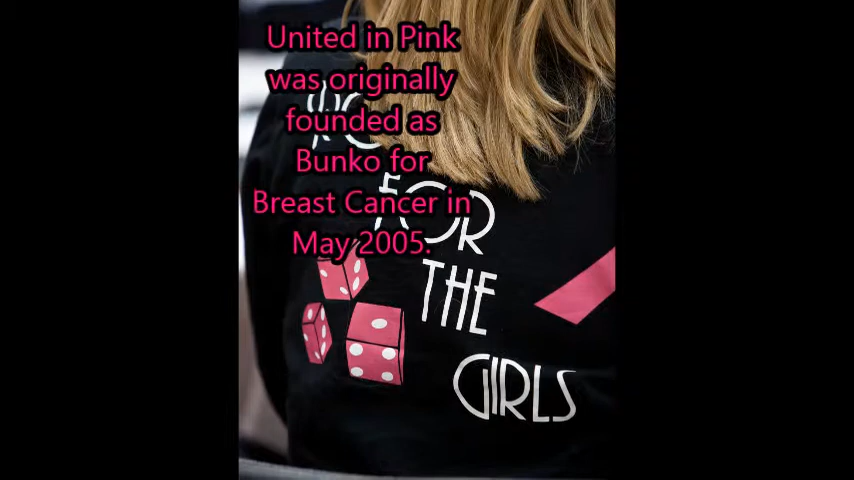 United in Pink
was originally
founded as
Bunko for
Breast Cancer in
May 2005.
FOR
THE
GIRLS